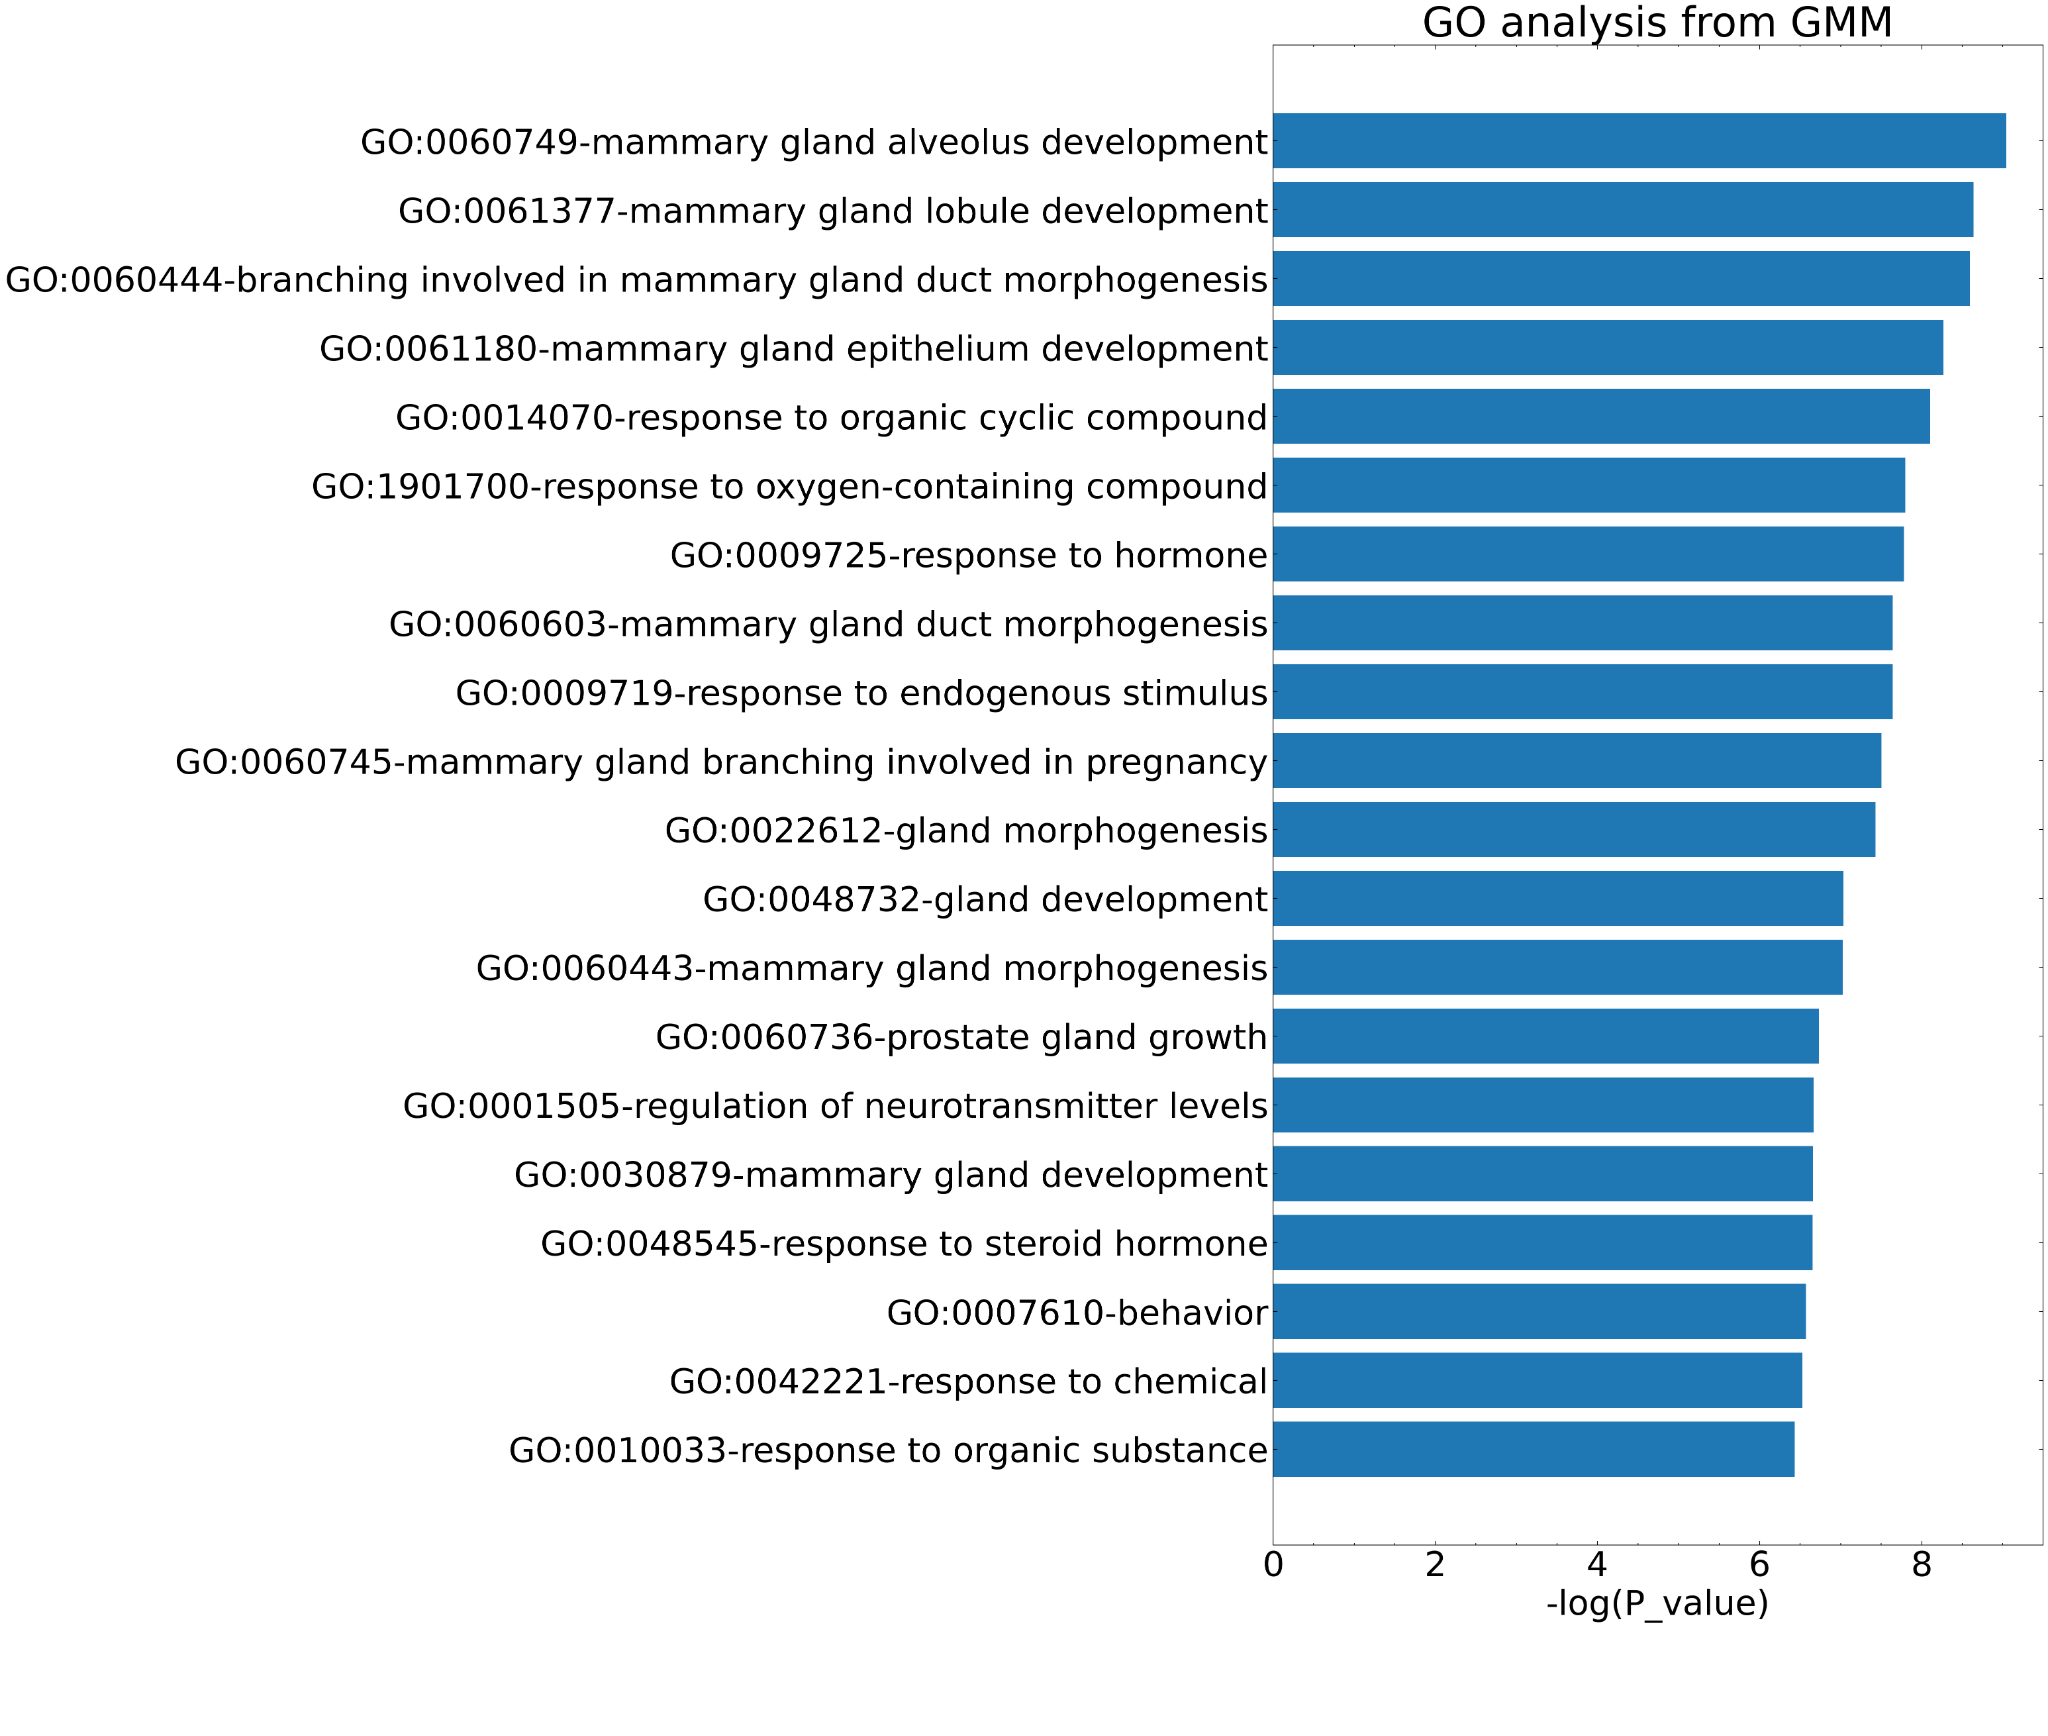 GO analysis from GMM
GO:0060749-mammary gland alveolus development
GO:0061377-mammary gland lobule development
GO:0060444-branching involved in mammary gland duct morphogenesis
GO:0061180-mammary gland epithelium development
GO:0014070-response to organic cyclic compound
GO:1901700-response to oxygen-containing compound
GO:0009725-response to hormone
GO:0060603-mammary gland duct morphogenesis
GO:0009719-response to endogenous stimulus
GO:0060745-mammary gland branching involved in pregnancy
GO:0022612-gland morphogenesis
GO:0048732-gland development
GO:0060443-mammary gland morphogenesis
GO:0060736-prostate gland growth
GO:0001505-regulation of neurotransmitter levels
GO:0030879-mammary gland development
GO:0048545-response to steroid hormone
GO:0007610-behavior
GO:0042221-response to chemical
GO:0010033-response to organic substance
0 2 4 6 8
-log(P_value)